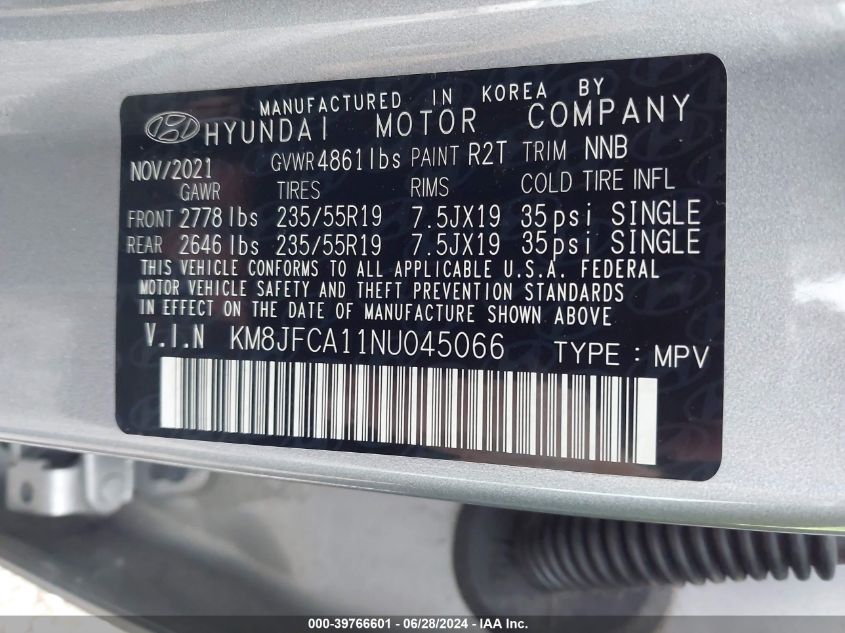 MANUFACTURED IN KOREA BY
HYUNDAI MOTOR COMPANY
NOV/2021 GVWR 4861lbs PAINT R2T TRIM NNB
GAWR TIRES RIMS COLD TIRE INFL
FRONT 2778 lbs 235/55R19 7.5JX19 35psi SINGLE
REAR 2646 lbs 235/55R19 7.5JX19 35psi SINGLE
THIS VEHICLE CONFORMS TO ALL APPLICABLE U.S.A. FEDERAL
MOTOR VEHICLE SAFETY AND THEFT PREVENTION STANDARDS
IN EFFECT ON THE DATE OF MANUFACTURE SHOWN ABOVE
V.I.N KM8JFCA11NU045066 TYPE : MPV
000-39766601 - 06/28/2024 - IAA Inc.